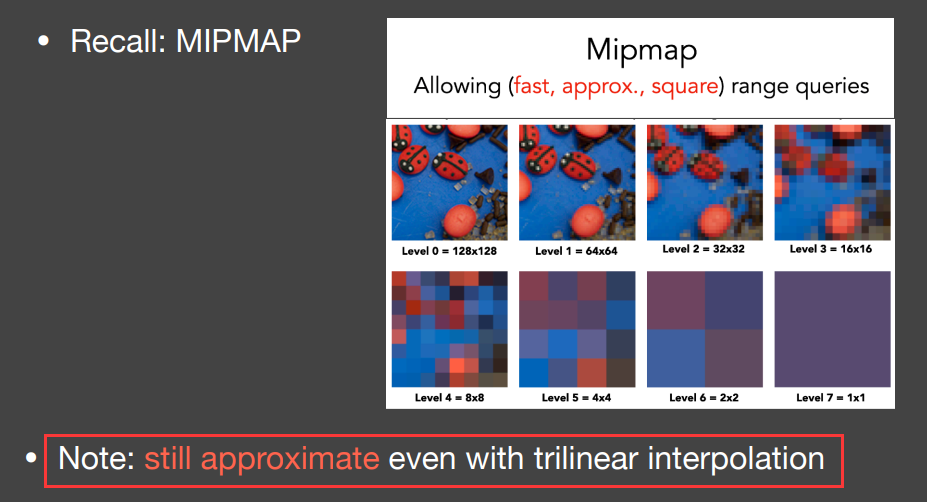 • Recall: MIPMAP
Mipmap
Allowing (fast, approx., square) range queries
Level 0 = 128x128
Level 1 = 64x64
Level 2 = 32x32
Level 3 = 16x16
Level 4 = 8x8
Level 5 = 4x4
Level 6 = 2x2
Level 7 = 1x1
• Note: still approximate even with trilinear interpolation